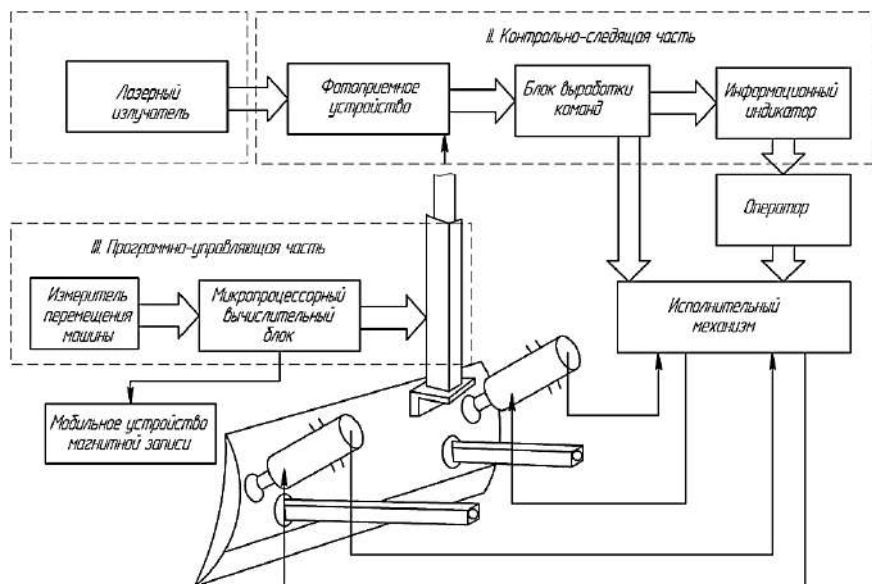 II. Контрольно-следящая часть
Лазерный
излучатель
Фотоприемное
устройство
Блок выработки
команд
Информационный
индикатор
Оператор
III. Программно-управляющая часть
Измеритель
перемещения
машины
Микропроцессорный
вычислительный
блок
Исполнительный
механизм
Мобильное устройство
магнитной записи